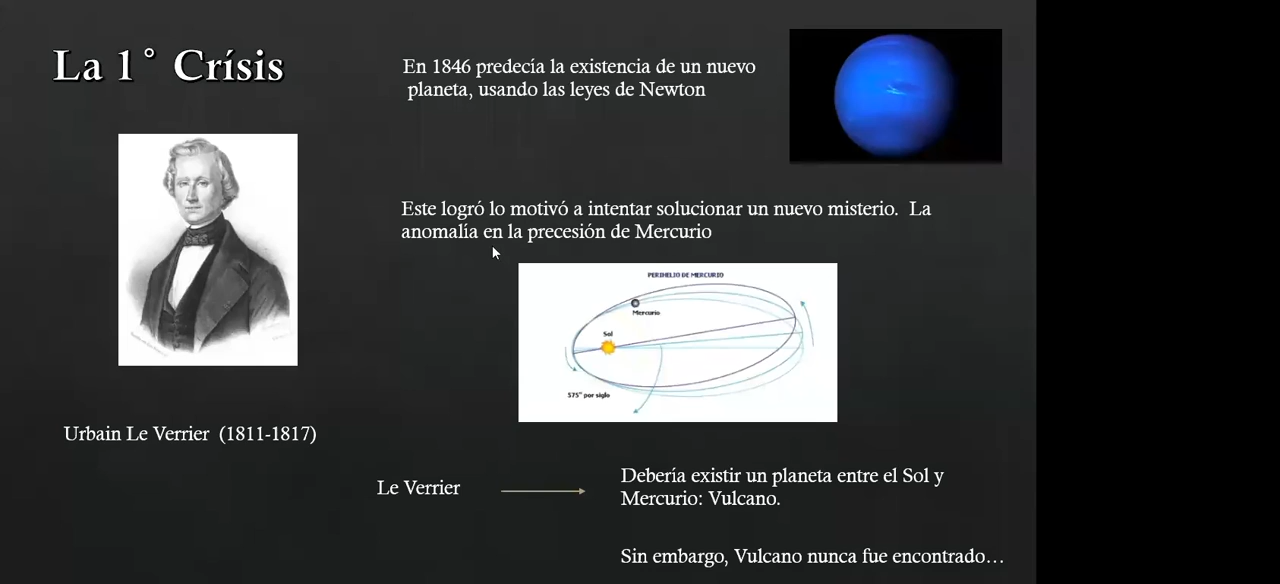 La 1° Crísis
En 1846 predecía la existencia de un nuevo
planeta, usando las leyes de Newton
Este logró lo motivó a intentar solucionar un nuevo misterio. La
anomalía en la precesión de Mercurio
PERIHELIO DE MERCURIO
Mercurio
Sol
575" por siglo
Urbain Le Verrier (1811-1817)
Le Verrier
Debería existir un planeta entre el Sol y
Mercurio: Vulcano.
Sin embargo, Vulcano nunca fue encontrado…